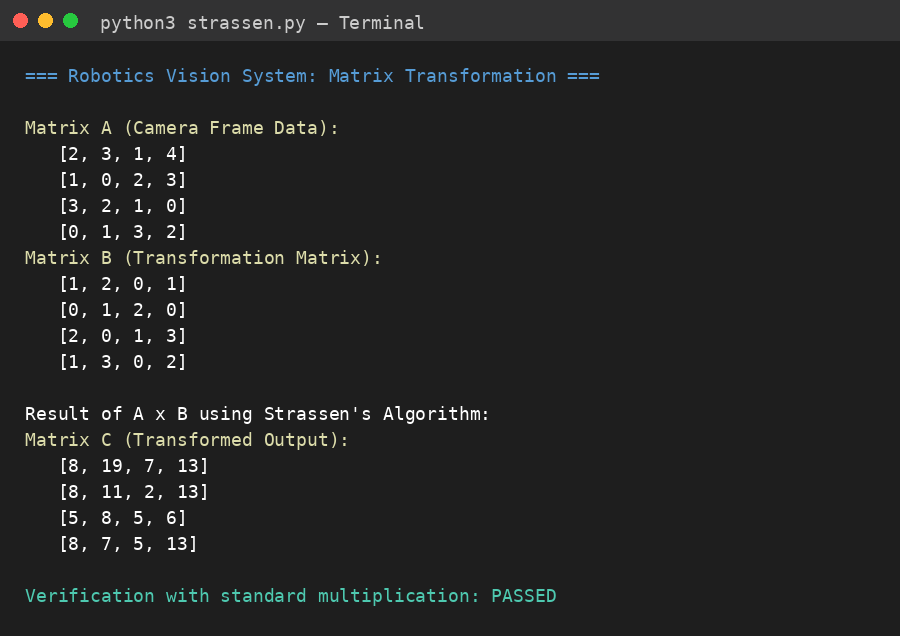 python3 strassen.py — Terminal
=== Robotics Vision System: Matrix Transformation ===
Matrix A (Camera Frame Data):
[2, 3, 1, 4]
[1, 0, 2, 3]
[3, 2, 1, 0]
[0, 1, 3, 2]
Matrix B (Transformation Matrix):
[1, 2, 0, 1]
[0, 1, 2, 0]
[2, 0, 1, 3]
[1, 3, 0, 2]
Result of A x B using Strassen's Algorithm:
Matrix C (Transformed Output):
[8, 19, 7, 13]
[8, 11, 2, 13]
[5, 8, 5, 6]
[8, 7, 5, 13]
Verification with standard multiplication: PASSED